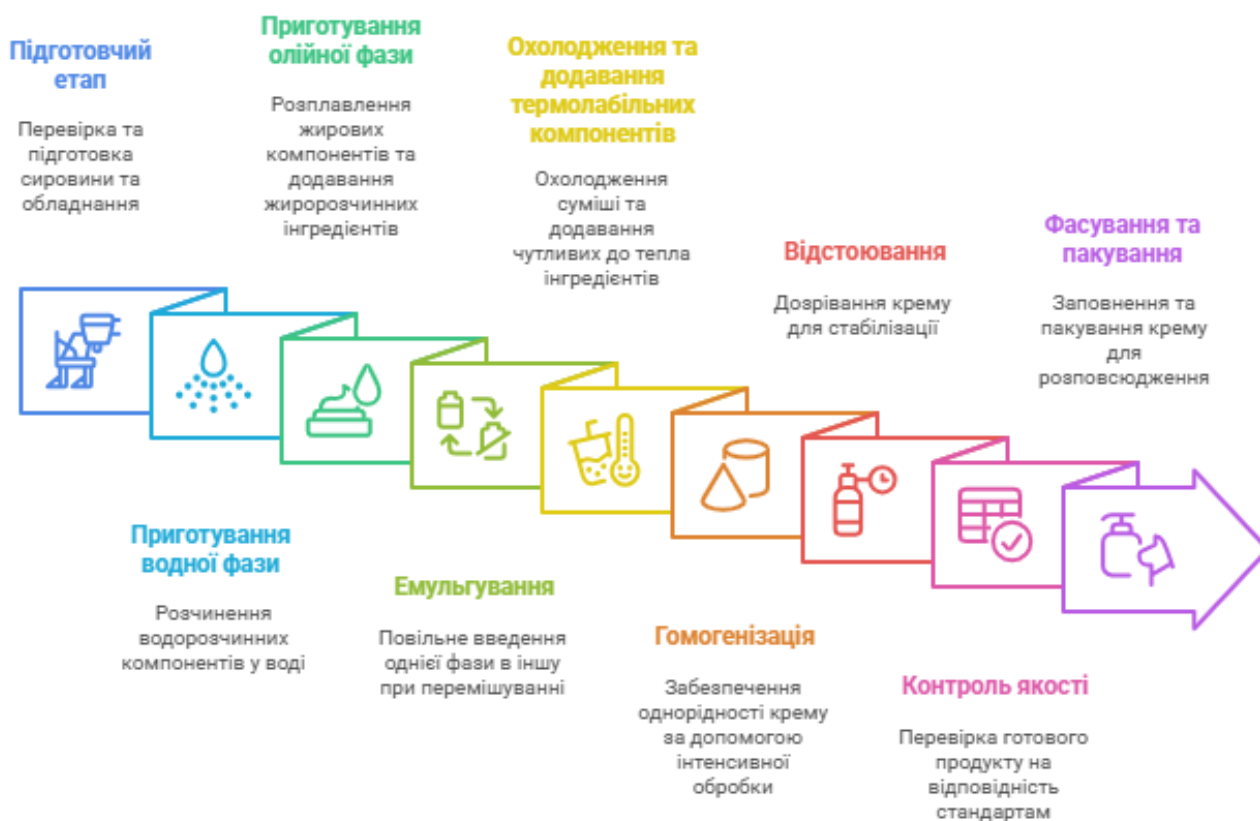 Підготовчий
етап
Перевірка та
підготовка
сировини та
обладнання
Приготування
водної фази
Розчинення
водорозчинних
компонентів у воді
Приготування
олійної фази
Розплавлення
жирових
компонентів та
додавання
жиророзчинних
інгредієнтів
Емульгування
Повільне введення
однієї фази в іншу
при перемішуванні
Охолодження та
додавання
термолабільних
компонентів
Охолодження
суміші та
додавання
чутливих до тепла
інгредієнтів
Гомогенізація
Забезпечення
однорідності крему
за допомогою
інтенсивної
обробки
Відстоювання
Дозрівання крему
для стабілізації
Контроль якості
Перевірка готового
продукту на
відповідність
стандартам
Фасування та
пакування
Заповнення та
пакування крему
для
розповсюдження